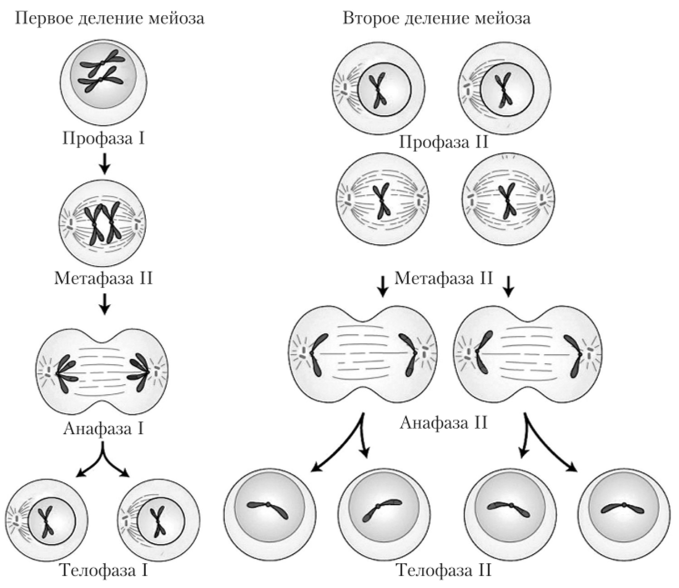 Первое деление мейоза
Профаза I
Метафаза II
Анафаза I
Телофаза I
Второе деление мейоза
Профаза II
Метафаза II
Анафаза II
Телофаза II